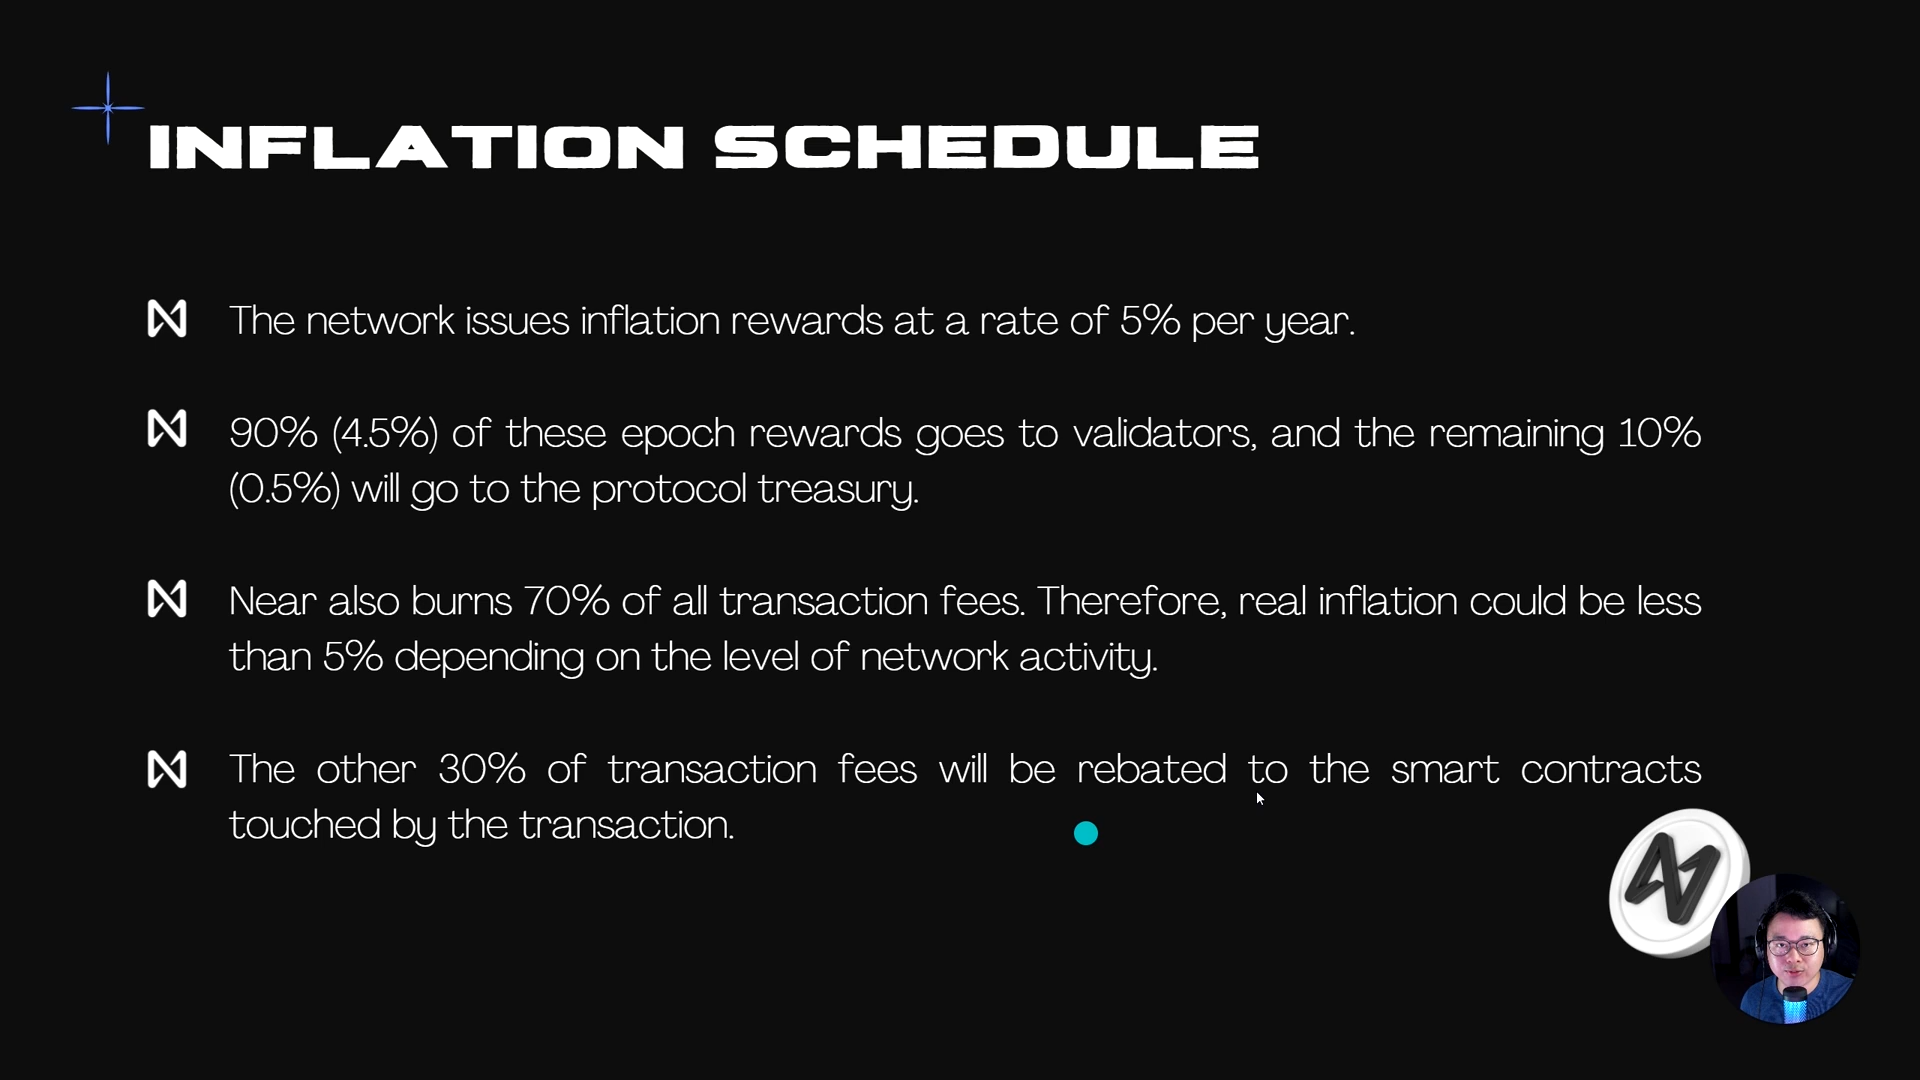 INFLATION SCHEDULE
The network issues inflation rewards at a rate of 5% per year.
90% (4.5%) of these epoch rewards goes to validators, and the remaining 10%
(0.5%) will go to the protocol treasury.
Near also burns 70% of all transaction fees. Therefore, real inflation could be less
than 5% depending on the level of network activity.
The other 30% of transaction fees will be rebated to the smart contracts
touched by the transaction.